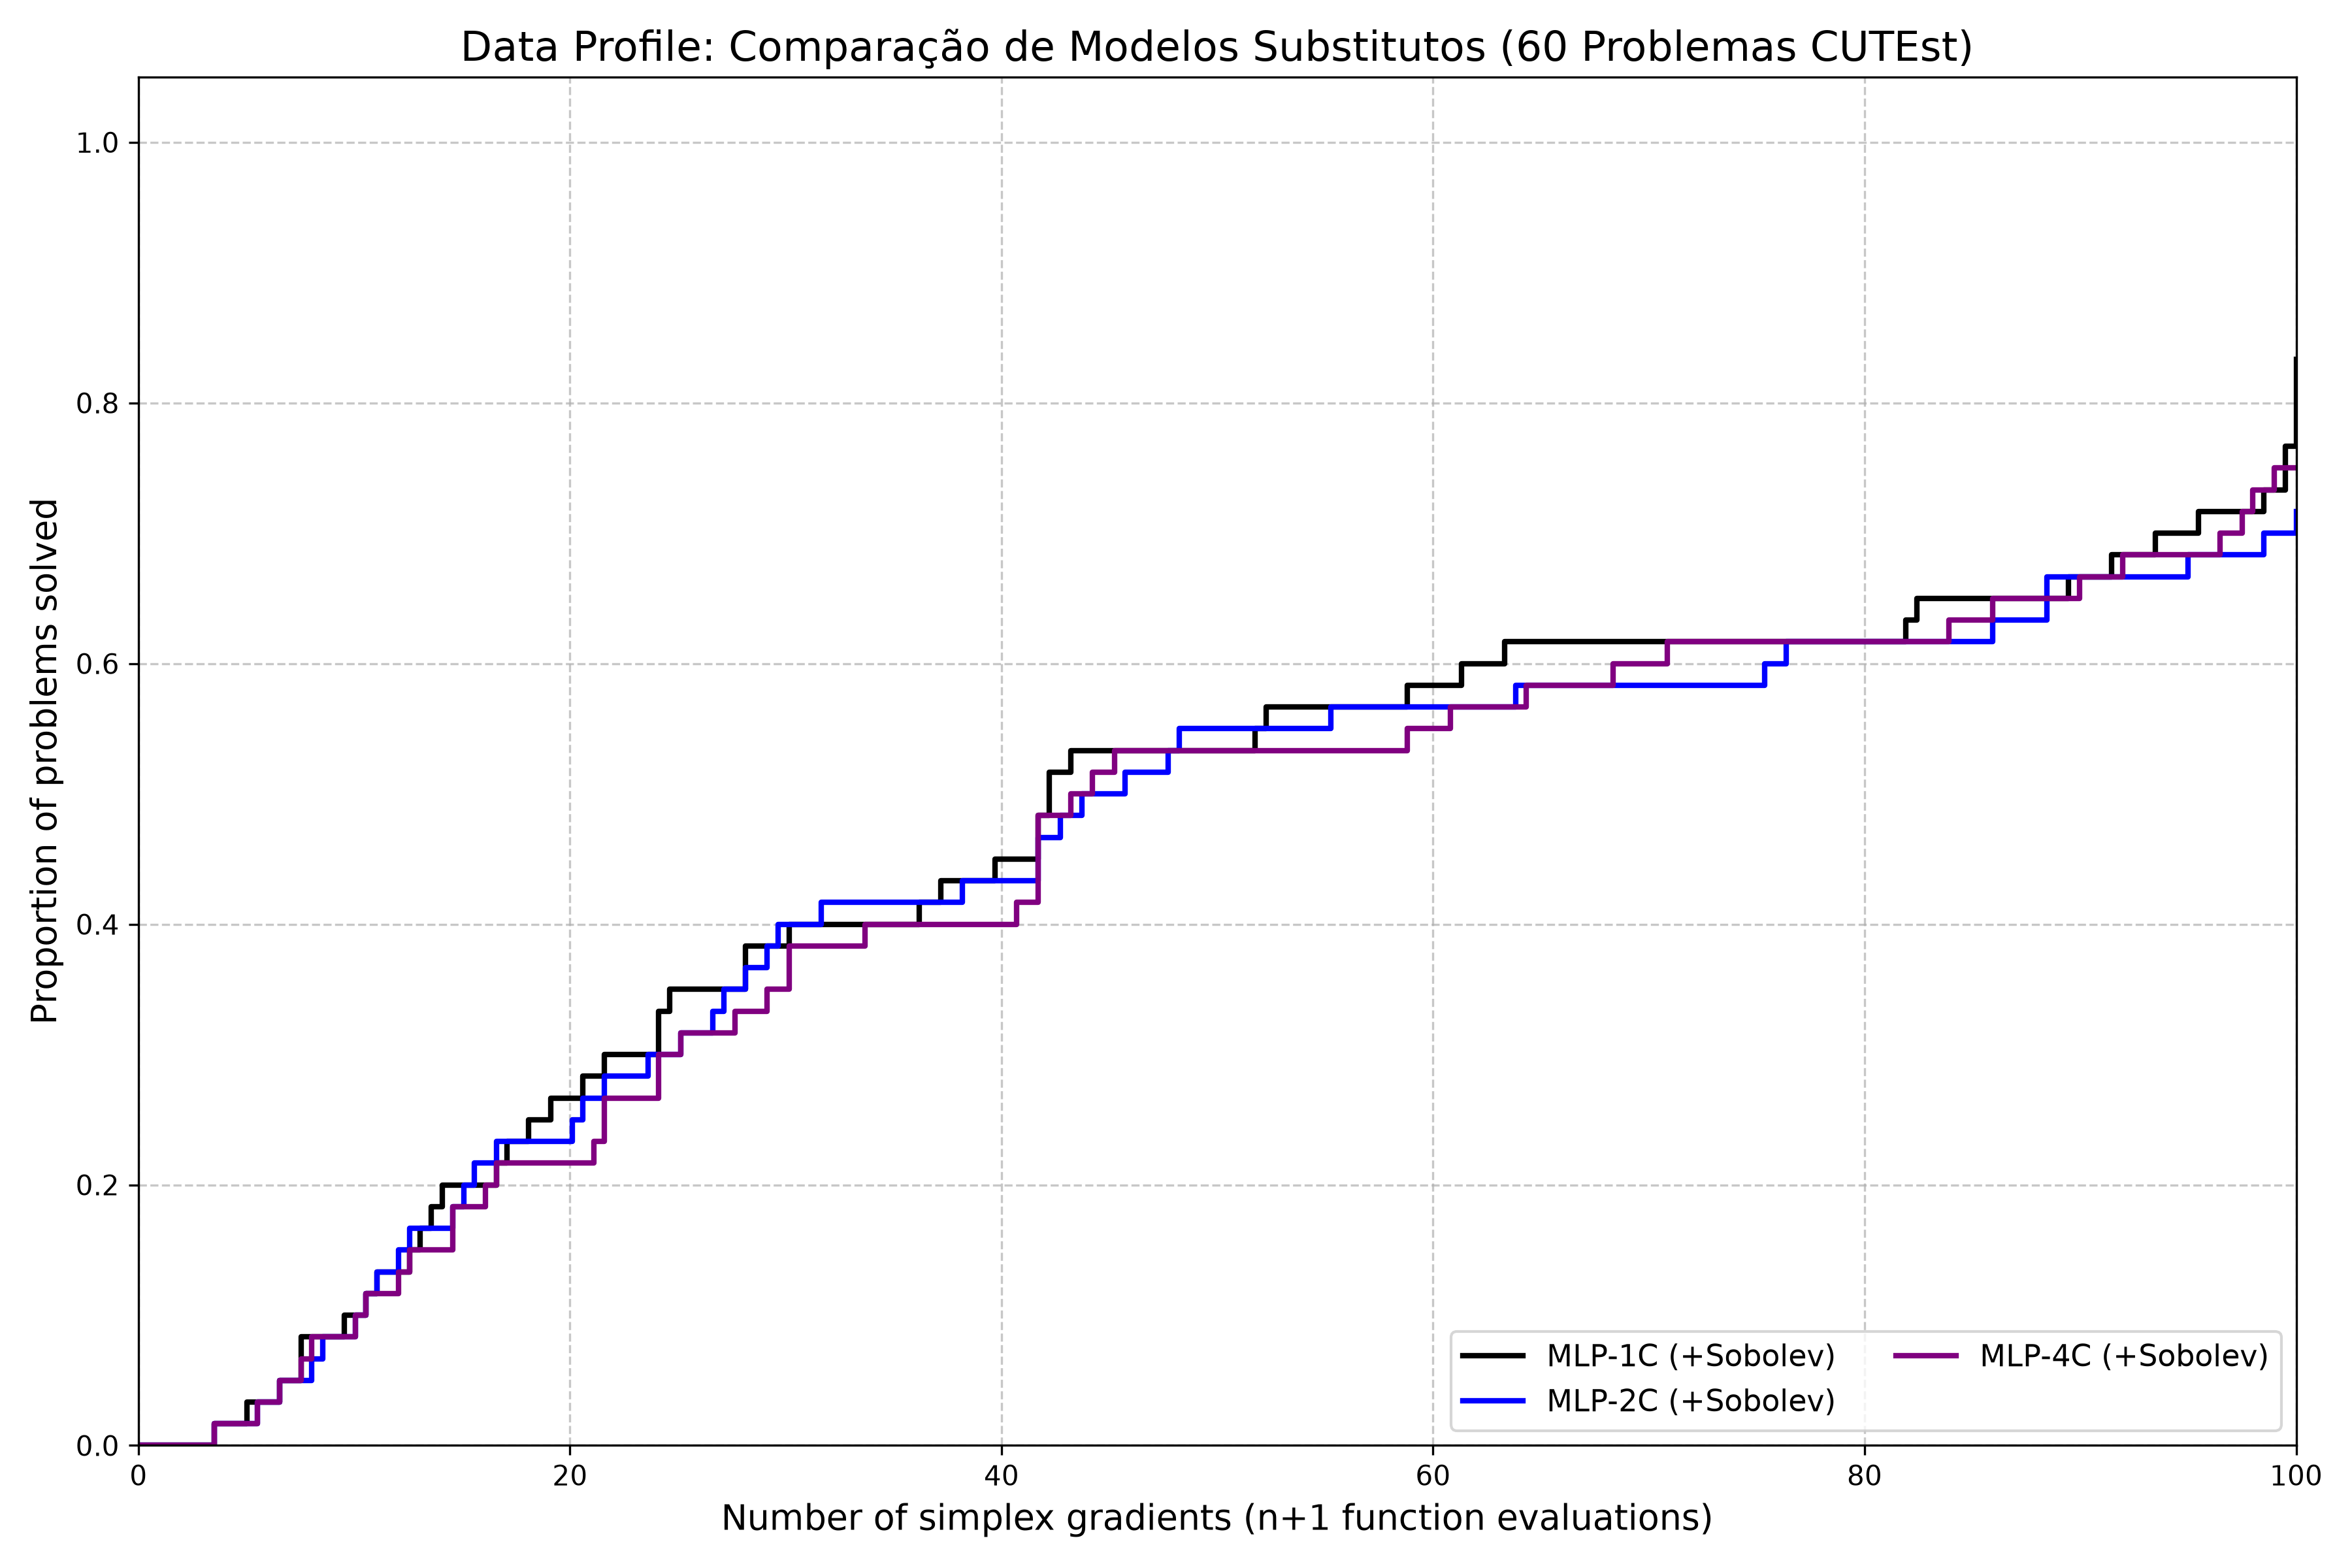 Data Profile: Comparação de Modelos Substitutos (60 Problemas CUTEst)
Proportion of problems solved
1.0
0.8
0.6
0.4
0.2
0.0
0 20 40 60 80 100
Number of simplex gradients (n+1 function evaluations)
MLP-1C (+Sobolev) MLP-4C (+Sobolev)
MLP-2C (+Sobolev)